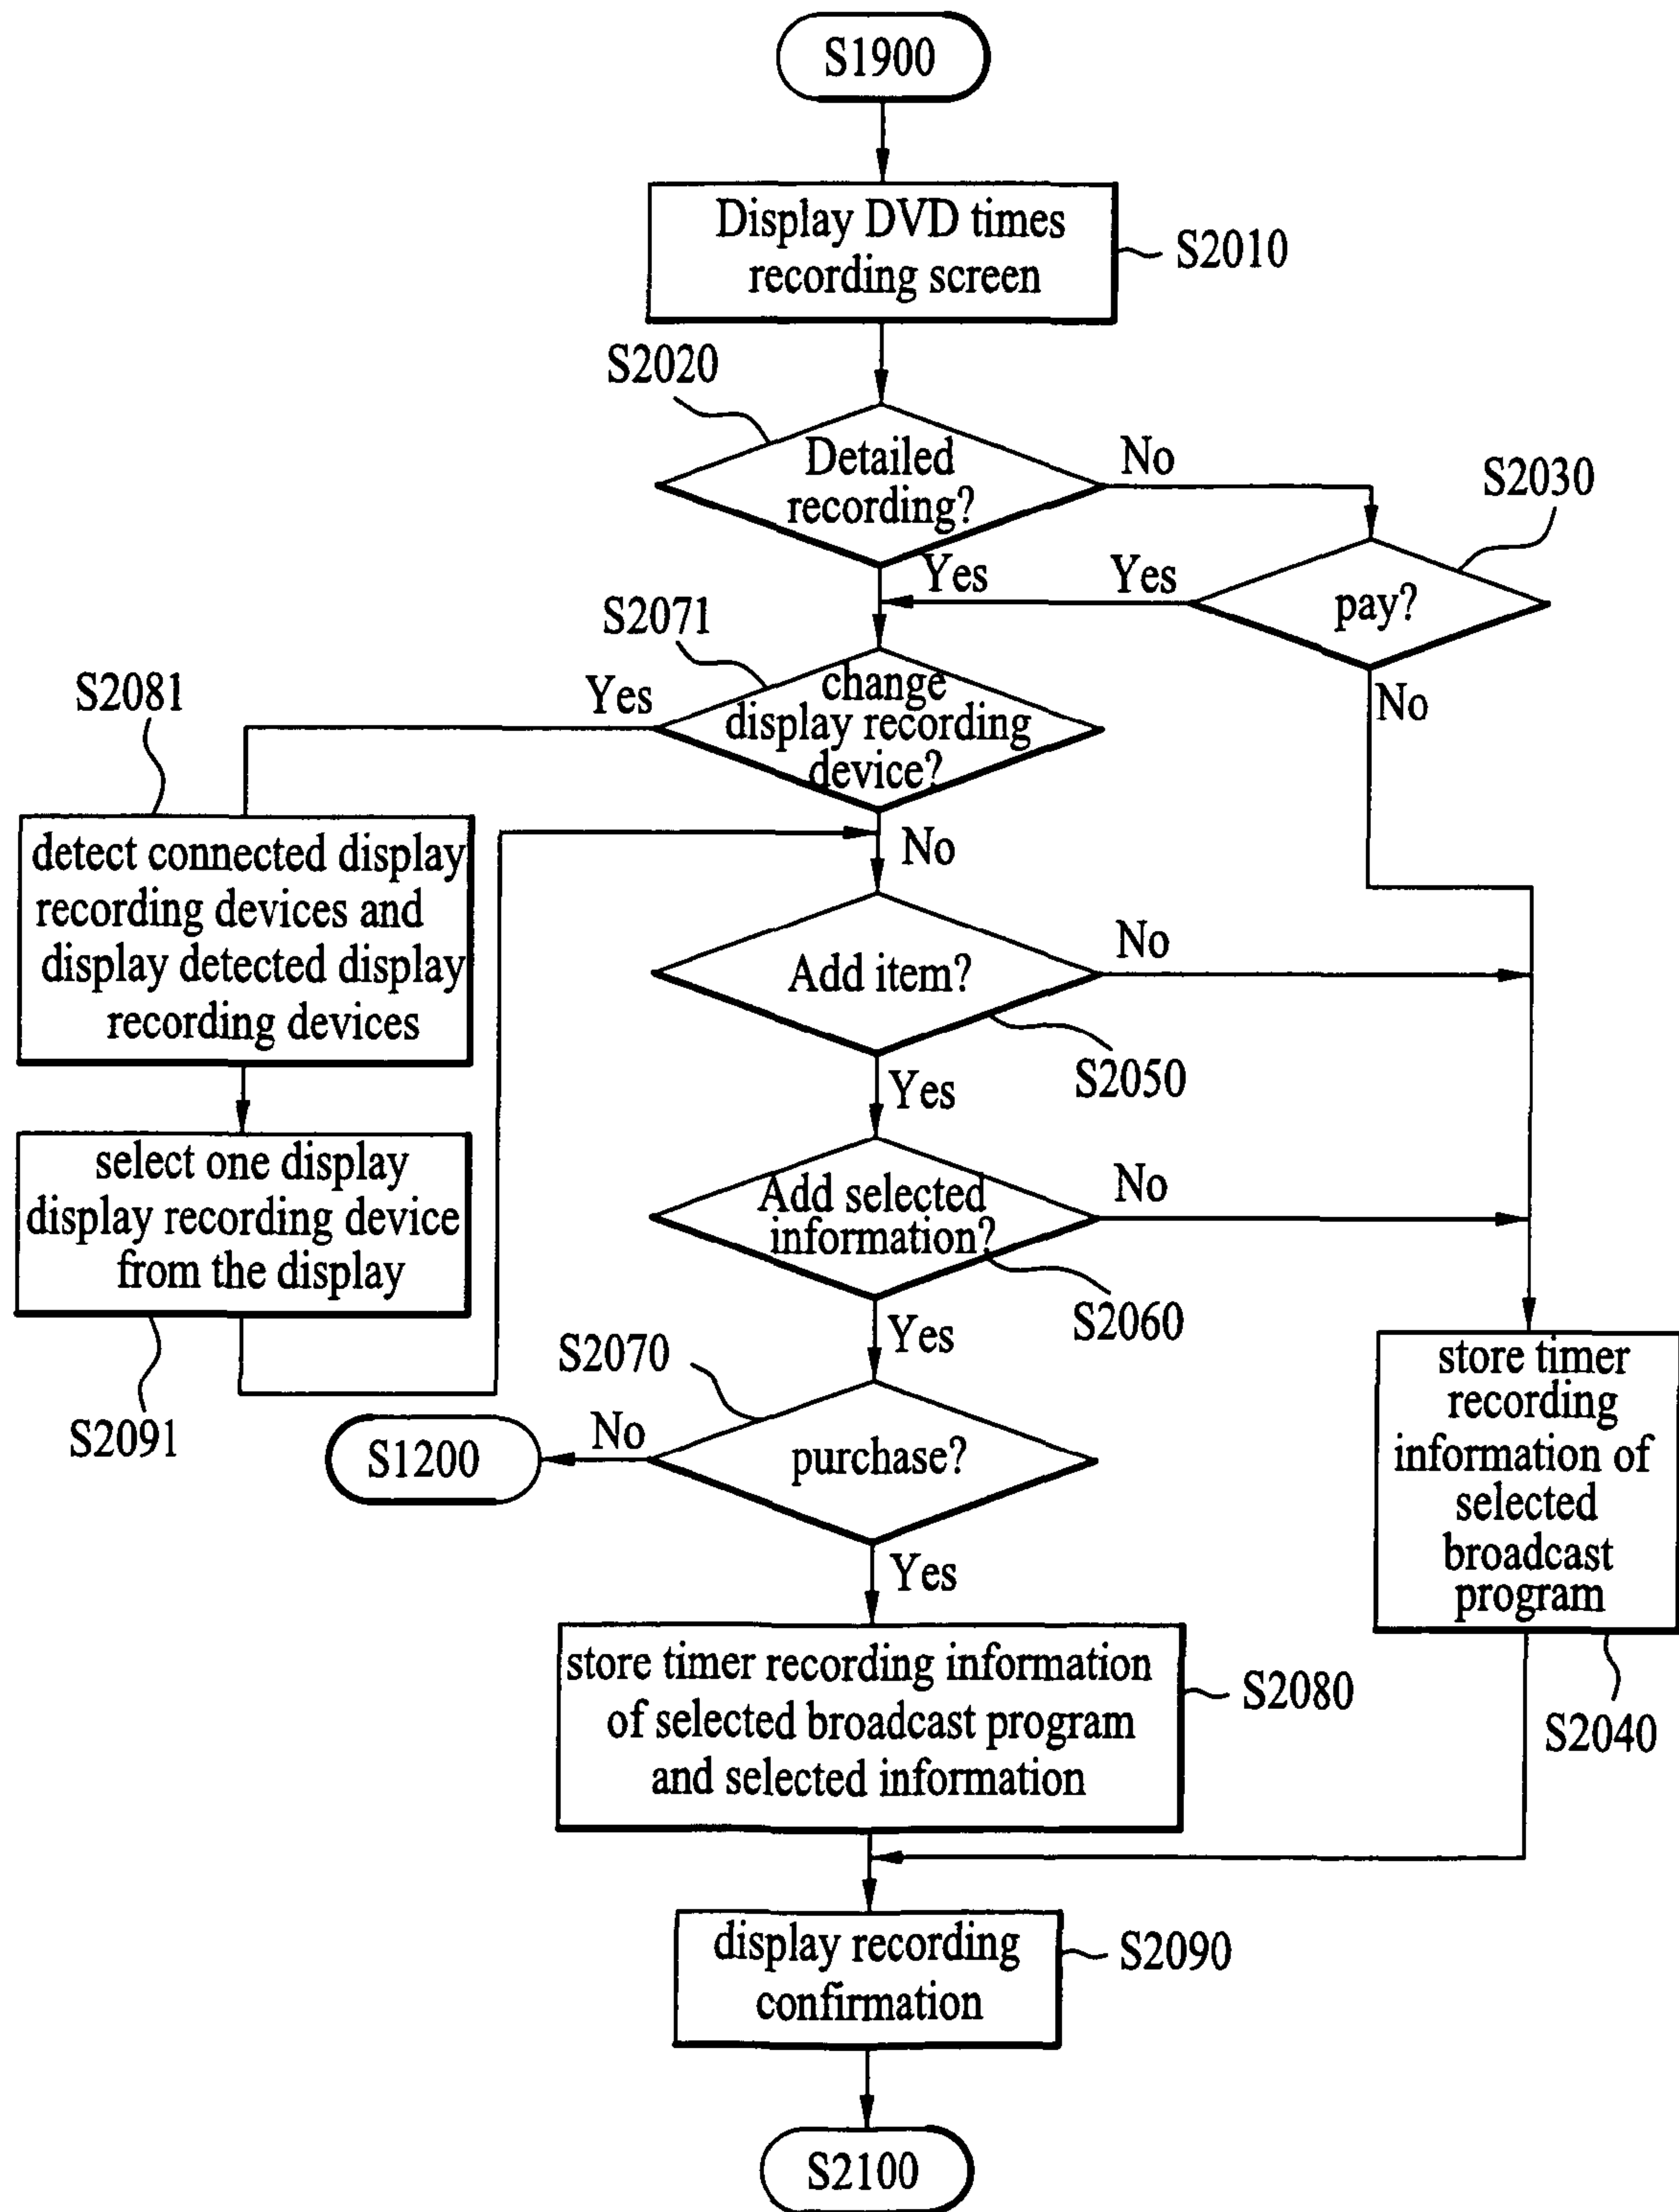 S1900
Display DVD times
recording screen
S2010
S2020
Detailed
recording?
No
S2030
Yes
Yes
pay?
No
S2071
change
display recording
device?
Yes
S2081
No
detect connected display
recording devices and
display detected display
recording devices
Add item?
No
S2050
Yes
select one display
display recording device
from the display
S2091
Add selected
information?
No
S2060
Yes
S2070
purchase?
No
S1200
store timer
recording
information of
selected
broadcast
program
S2040
Yes
store timer recording information
of selected broadcast program
and selected information
S2080
display recording
confirmation
S2090
S2100